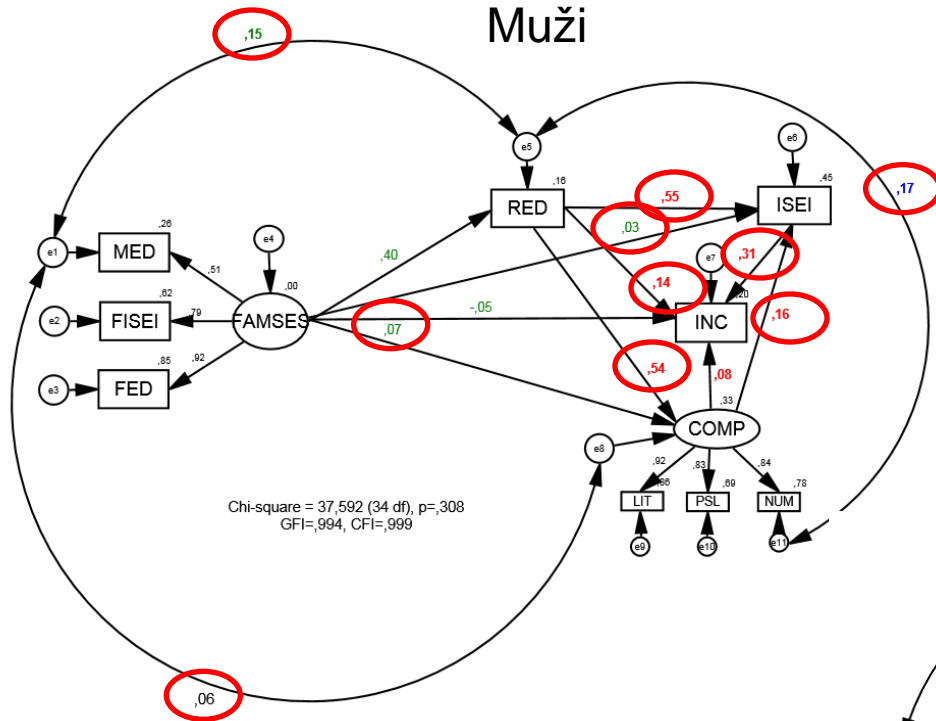 Muži
,15
e5
e6
,16
,45
RED
,55
ISEI
,17
,03
e1
,26
MED
e4
,40
e7
,31
,51
,00
,14
,20
e2
,62
FISEI
,79
FAMSES
-,05
INC
,07
,16
e3
,85
FED
,92
,54
,08
,33
COMP
e8
,92
,83
,84
LIT
,86
PSL
,69
NUM
,78
e9
e10
e11
Chi-square = 37,592 (34 df), p=,308
GFI=,994, CFI=,999
,06